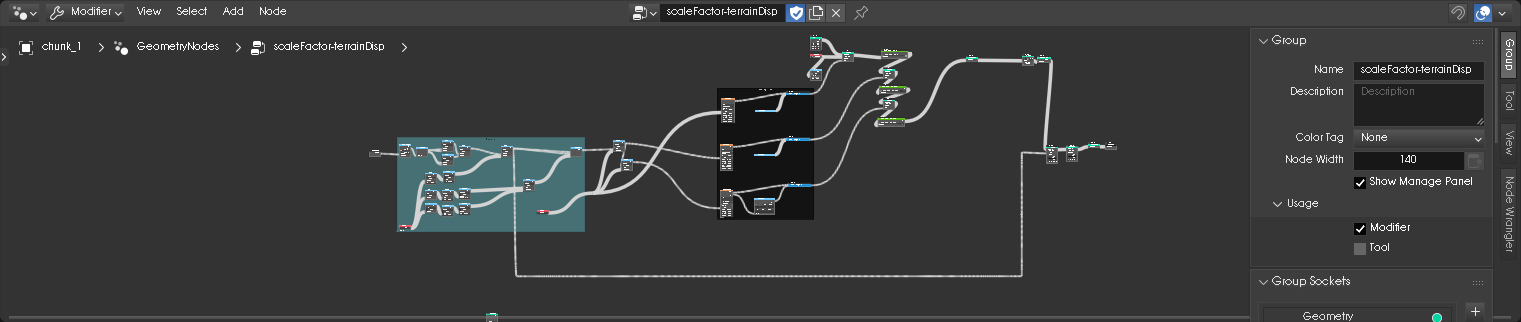 Modifier View Select Add Node scaleFactor-terrainDisp
chunk_1 GeometryNodes scaleFactor-terrainDisp
Group
Name scaleFactor-terrainDisp
Description Description
Color Tag None
Node Width 140
Show Manage Panel
Usage
Modifier
Tool
Group Sockets
Geometry
Group
Tool
View
Node Wrangler